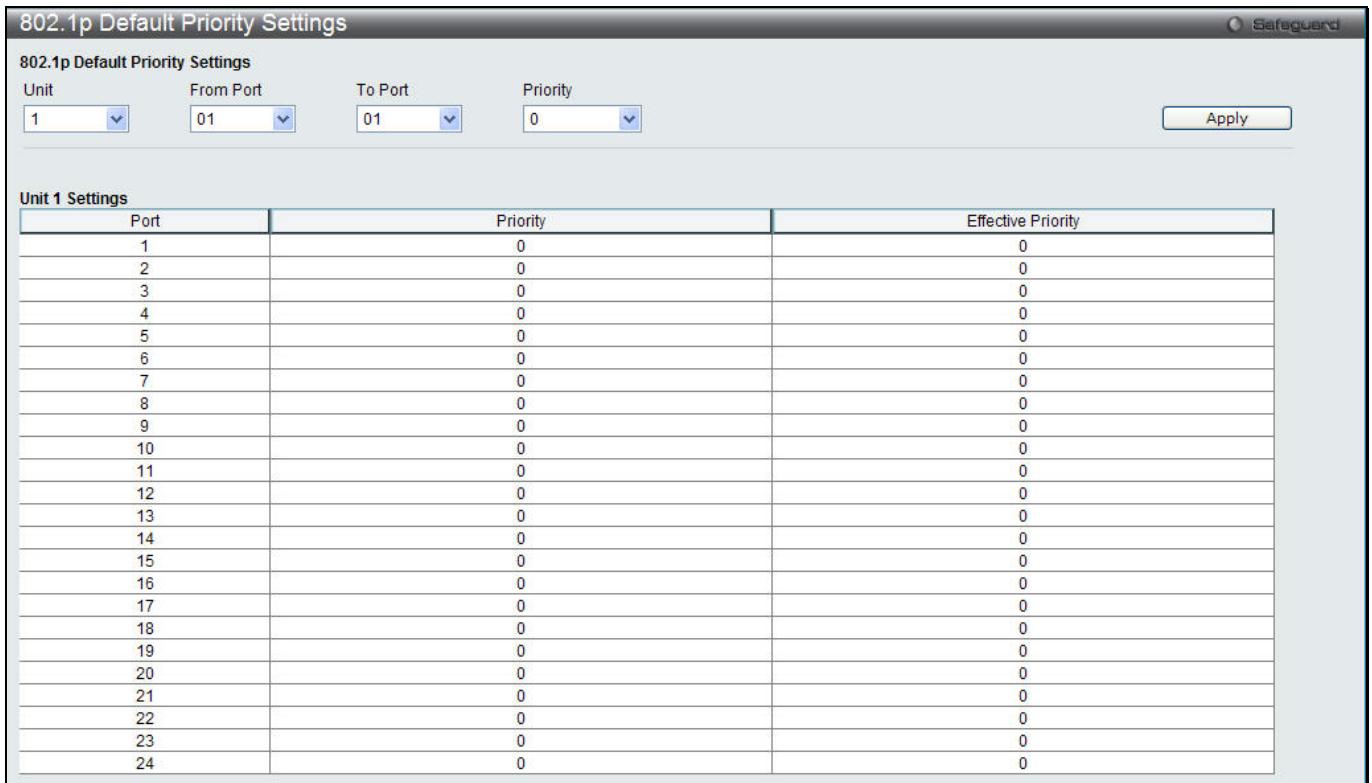 802.1p Default Priority Settings
Safeguard
802.1p Default Priority Settings
Unit From Port To Port Priority
1 01 01 0 Apply
Unit 1 Settings
Port Priority Effective Priority
1 0 0
2 0 0
3 0 0
4 0 0
5 0 0
6 0 0
7 0 0
8 0 0
9 0 0
10 0 0
11 0 0
12 0 0
13 0 0
14 0 0
15 0 0
16 0 0
17 0 0
18 0 0
19 0 0
20 0 0
21 0 0
22 0 0
23 0 0
24 0 0